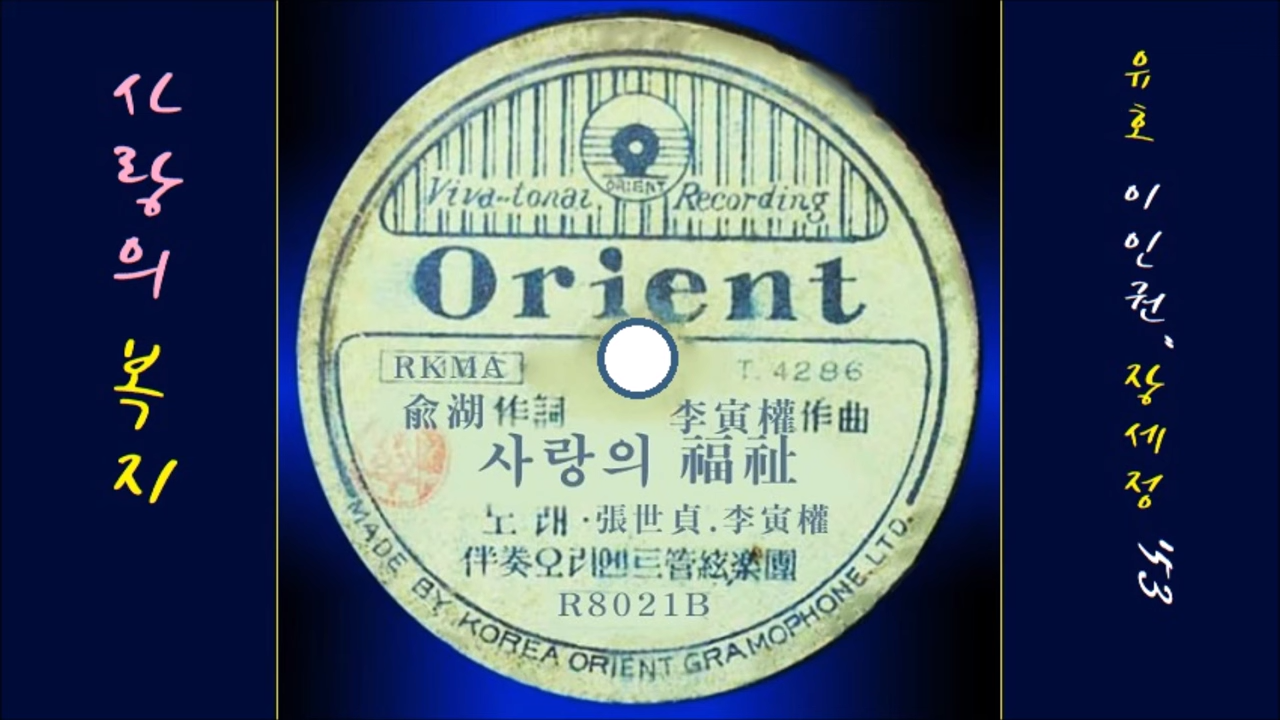 사랑의 복지
ORIENT
Viva-tonal Recording
Orient
RKMA
T. 4286
兪湖 作詞
李寅權 作曲
사랑의 福祉
노래·張世貞.李寅權
伴奏오리엔트管絃楽團
R8021B
MADE BY KOREA ORIENT GRAMOPHONE LTD.
유호 이인권" 장세정 '53